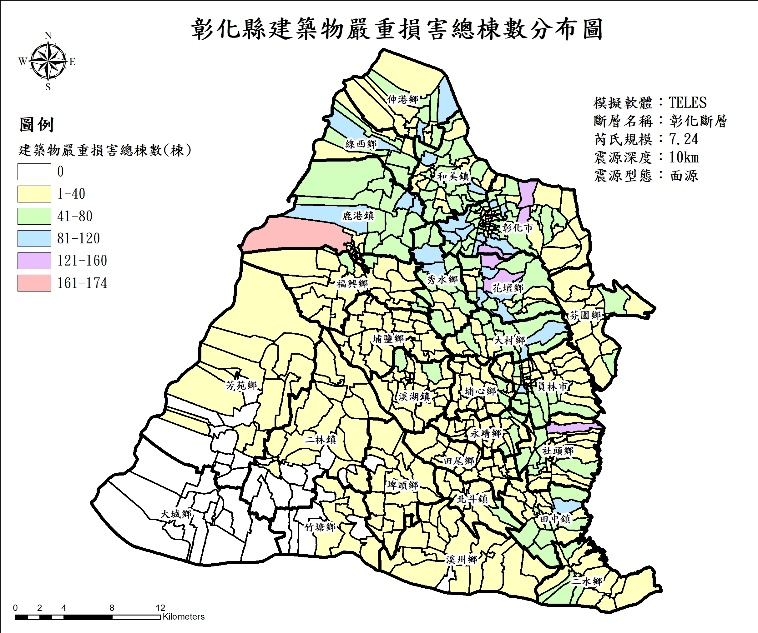 彰化縣建築物嚴重損害總棟數分布圖
N
W E
S
圖例
建築物嚴重損害總棟數(棟)
0
1-40
41-80
81-120
121-160
161-174
模擬軟體：TELES
斷層名稱：彰化斷層
芮氏規模：7.24
震源深度：10km
震源型態：面源
伸港鄉
線西鄉
和美鎮
鹿港鎮
彰化市
秀水鄉
花壇鄉
福興鄉
芬園鄉
埔鹽鄉
大村鄉
芳苑鄉
溪湖鎮
埔心鄉
員林市
二林鎮
永靖鄉
社頭鄉
田尾鄉
埤頭鄉
北斗鎮
大城鄉
竹塘鄉
田中鎮
溪州鄉
二水鄉
0 2 4 8 12
Kilometers